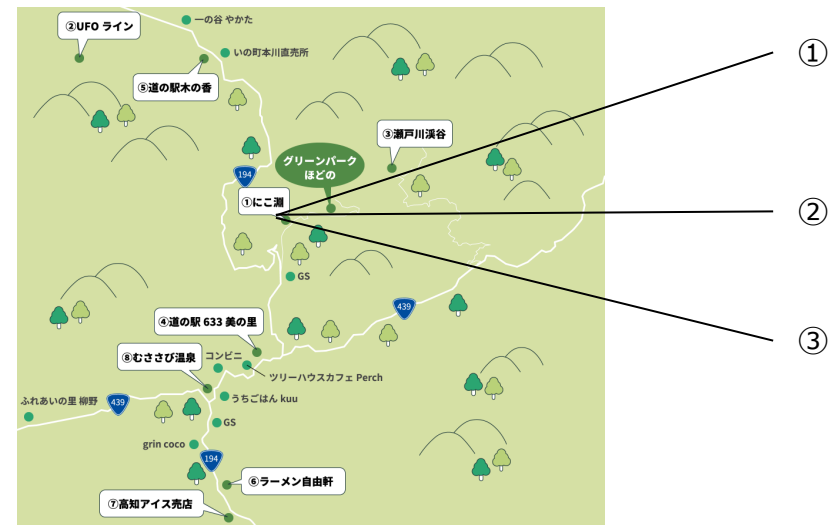 一の谷 やかた
②UFO ライン
いの町本川直売所
①
⑤道の駅木の香
③瀬戸川渓谷
グリーンパーク
ほどの
194
①にこ淵
②
GS
439
④道の駅 633 美の里
③
⑧むささび温泉
コンビニ
ツリーハウスカフェ Perch
ふれあいの里 柳野
439
うちごはん kuu
GS
grin coco
194
⑥ラーメン自由軒
⑦高知アイス売店